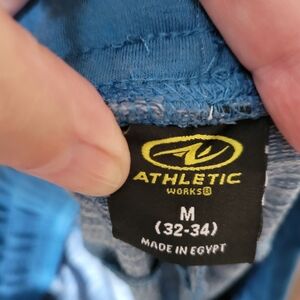 ATHLETIC
WORKS®
M
(32-34)
MADE IN EGYPT